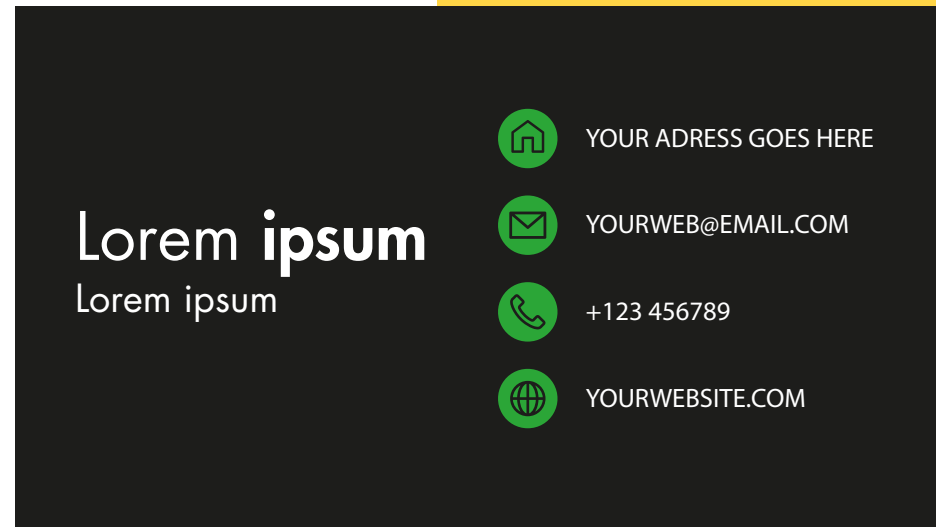 Lorem ipsum
Lorem ipsum
YOUR ADRESS GOES HERE
YOURWEB@EMAIL.COM
+123 456789
YOURWEBSITE.COM